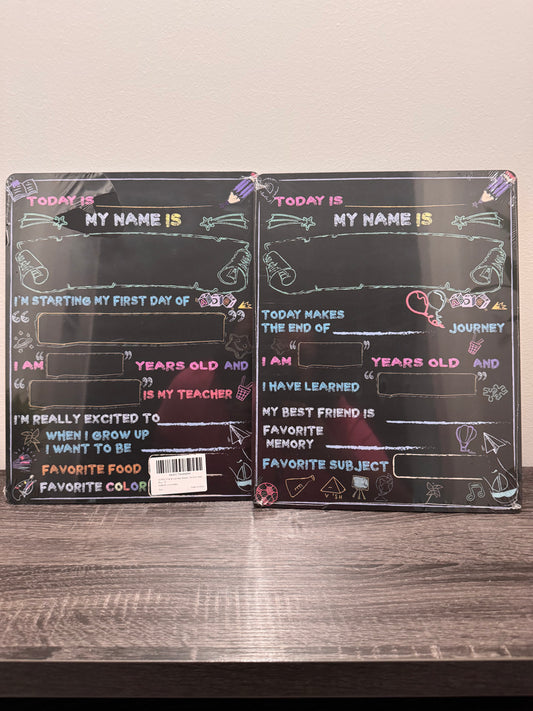 TODAY IS
MY NAME IS
I'M STARTING MY FIRST DAY OF
I AM YEARS OLD AND
IS MY TEACHER
I'M REALLY EXCITED TO
WHEN I GROW UP
I WANT TO BE
FAVORITE FOOD
FAVORITE COLOR
TODAY IS
MY NAME IS
TODAY MAKES
THE END OF JOURNEY
I AM YEARS OLD AND
I HAVE LEARNED
MY BEST FRIEND IS
FAVORITE
MEMORY
FAVORITE SUBJECT